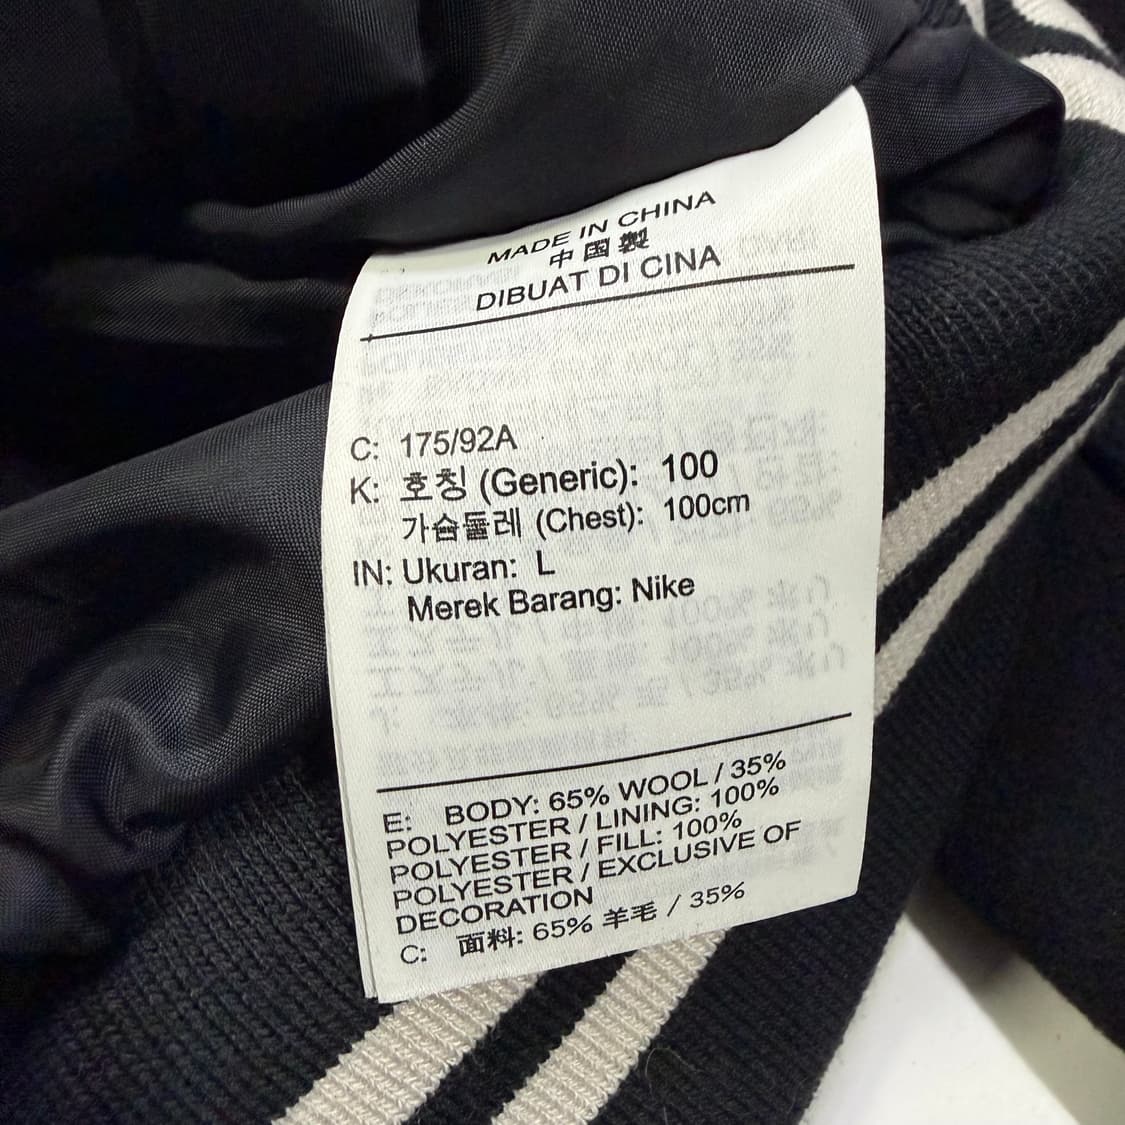 MADE IN CHINA
中国製
DIBUAT DI CINA
C: 175/92A
K: 호칭 (Generic): 100
가슴둘레 (Chest): 100cm
IN: Ukuran: L
Merek Barang: Nike
E: BODY: 65% WOOL / 35%
POLYESTER / LINING: 100%
POLYESTER / FILL: 100%
POLYESTER / EXCLUSIVE OF
DECORATION
C: 面料: 65% 羊毛 / 35%